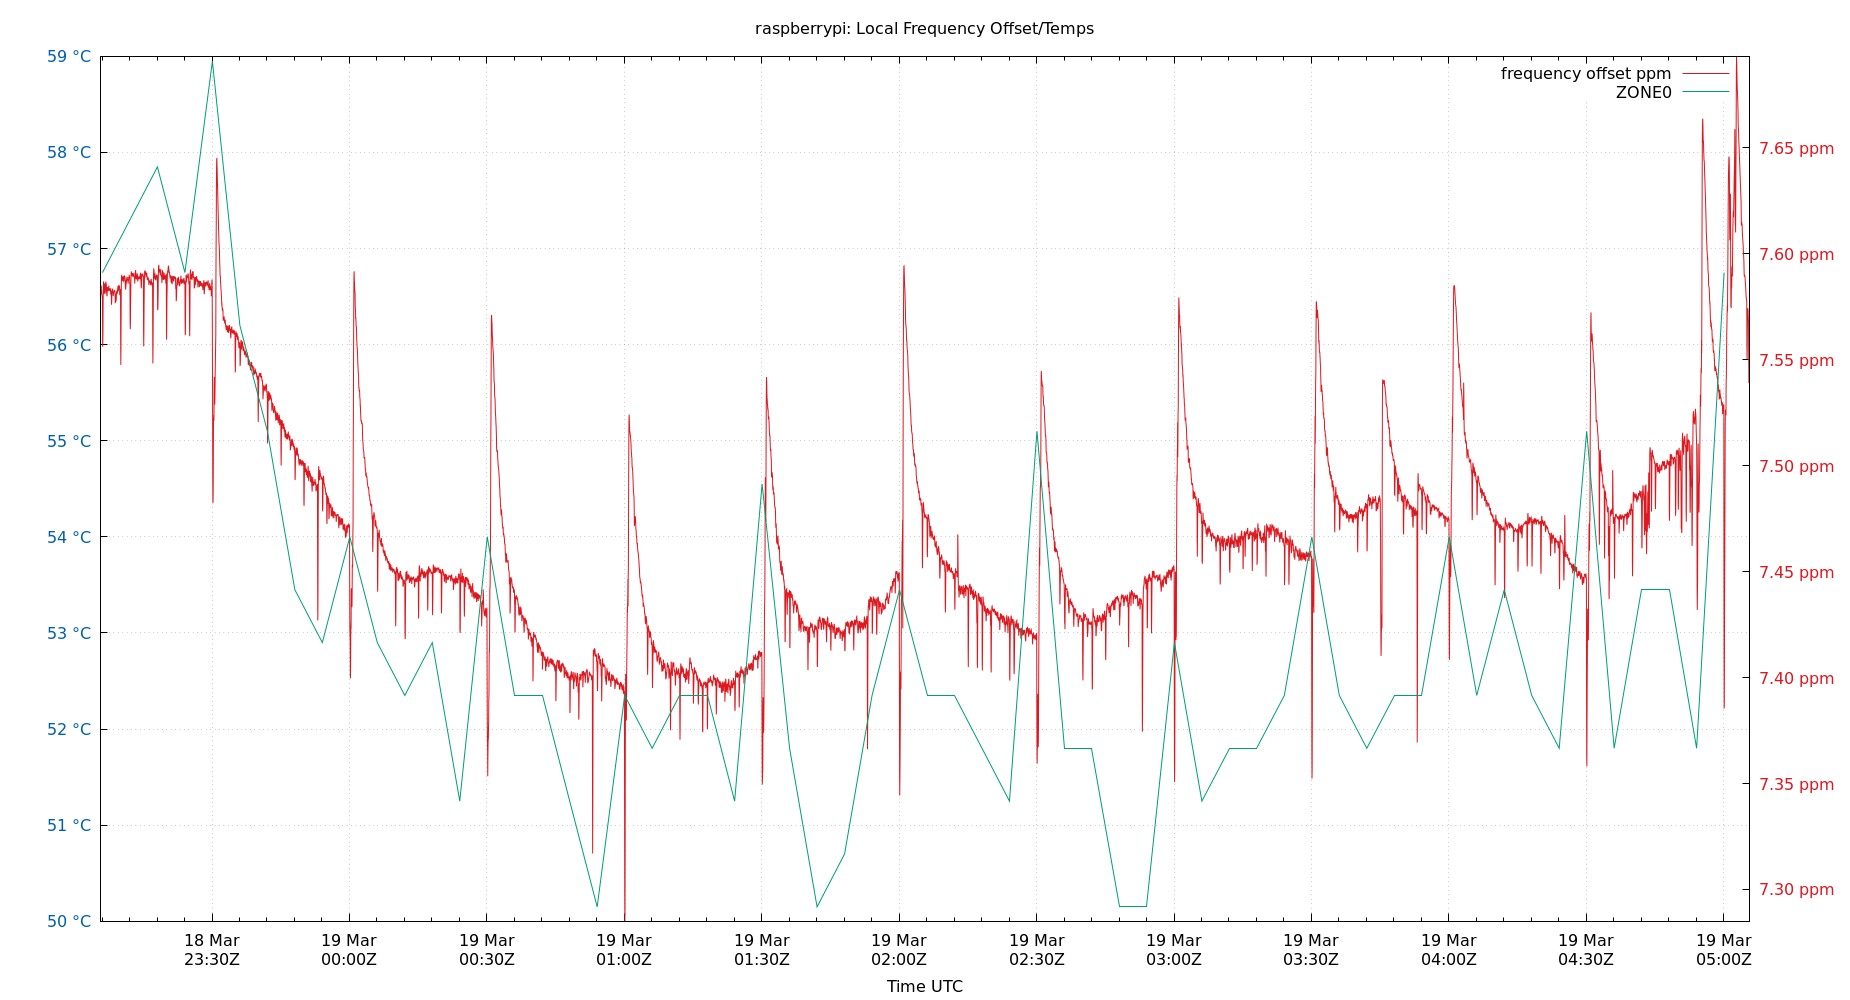 raspberrypi: Local Frequency Offset/Temps
frequency offset ppm
ZONE0
59 °C
58 °C
57 °C
56 °C
55 °C
54 °C
53 °C
52 °C
51 °C
50 °C
7.65 ppm
7.60 ppm
7.55 ppm
7.50 ppm
7.45 ppm
7.40 ppm
7.35 ppm
7.30 ppm
18 Mar
23:30Z
19 Mar
00:00Z
19 Mar
00:30Z
19 Mar
01:00Z
19 Mar
01:30Z
19 Mar
02:00Z
19 Mar
02:30Z
19 Mar
03:00Z
19 Mar
03:30Z
19 Mar
04:00Z
19 Mar
04:30Z
19 Mar
05:00Z
Time UTC